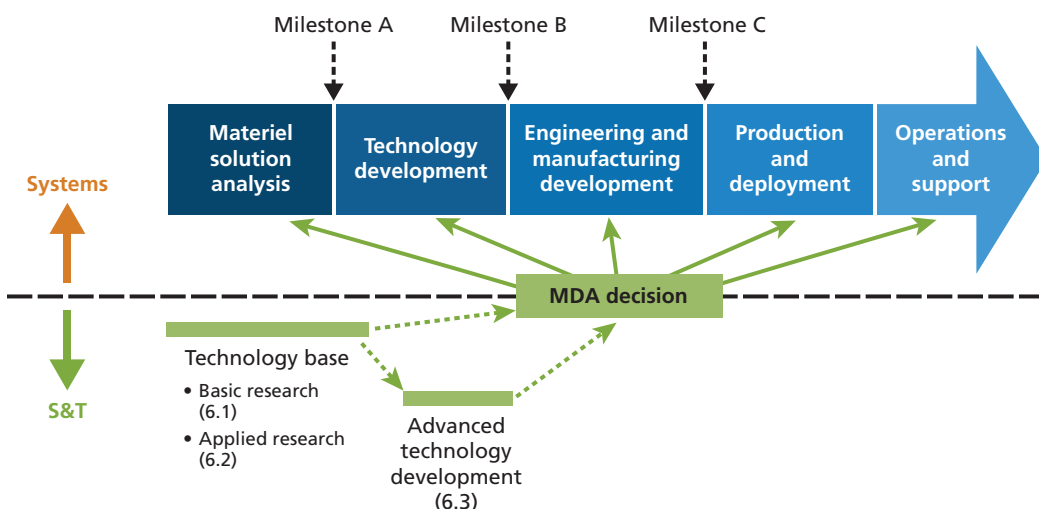 Milestone A
Milestone B
Milestone C
Materiel
solution
analysis
Technology
development
Engineering and
manufacturing
development
Production
and
deployment
Operations
and
support
Systems
MDA decision
S&T
Technology base
• Basic research
(6.1)
• Applied research
(6.2)
Advanced
technology
development
(6.3)